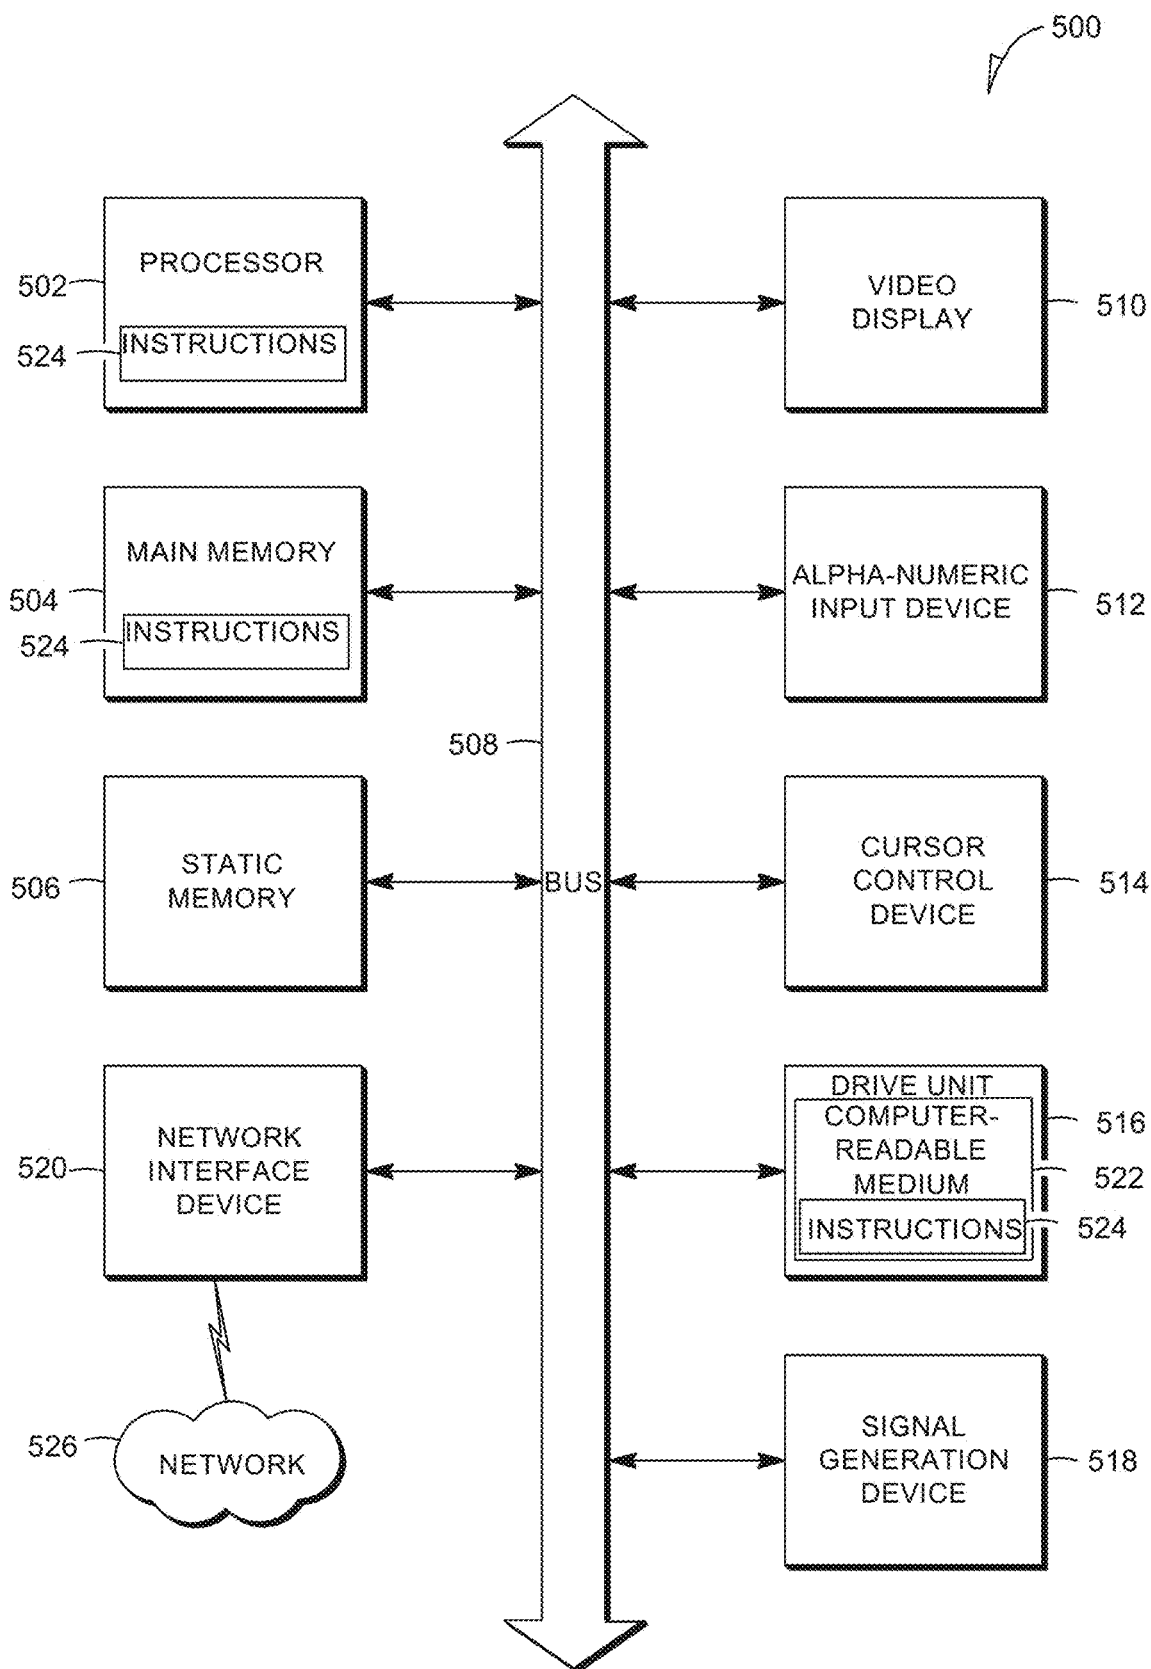 500
PROCESSOR
502
524
INSTRUCTIONS
VIDEO
DISPLAY
510
MAIN MEMORY
504
524
INSTRUCTIONS
ALPHA-NUMERIC
INPUT DEVICE
512
508
STATIC
MEMORY
506
BUS
CURSOR
CONTROL
DEVICE
514
NETWORK
INTERFACE
DEVICE
520
DRIVE UNIT
COMPUTER-
READABLE
MEDIUM
INSTRUCTIONS
516
522
524
526
NETWORK
SIGNAL
GENERATION
DEVICE
518